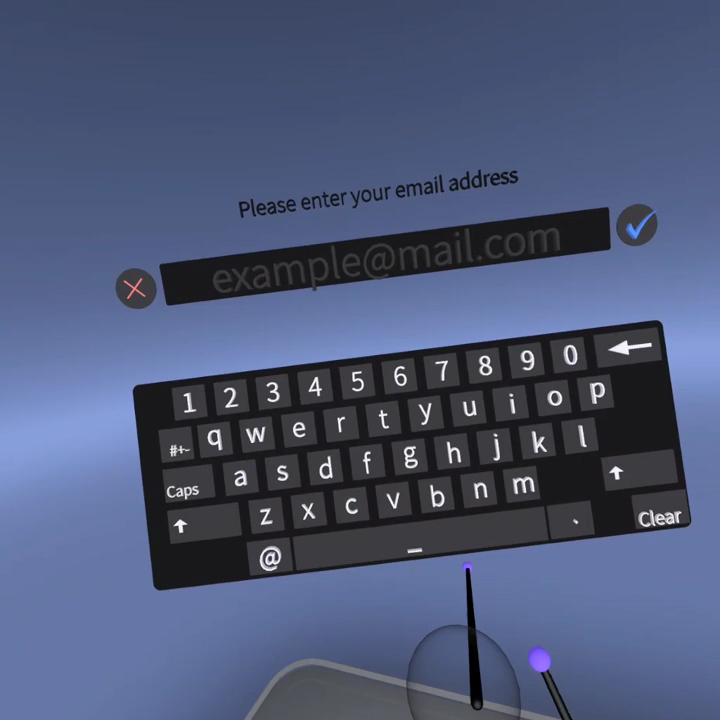 Please enter your email address
example@mail.com
1 2 3 4 5 6 7 8 9 0
#+~ q w e r t y u i o p
Caps a s d f g h j k l
z x c v b n m
@ _ . Clear